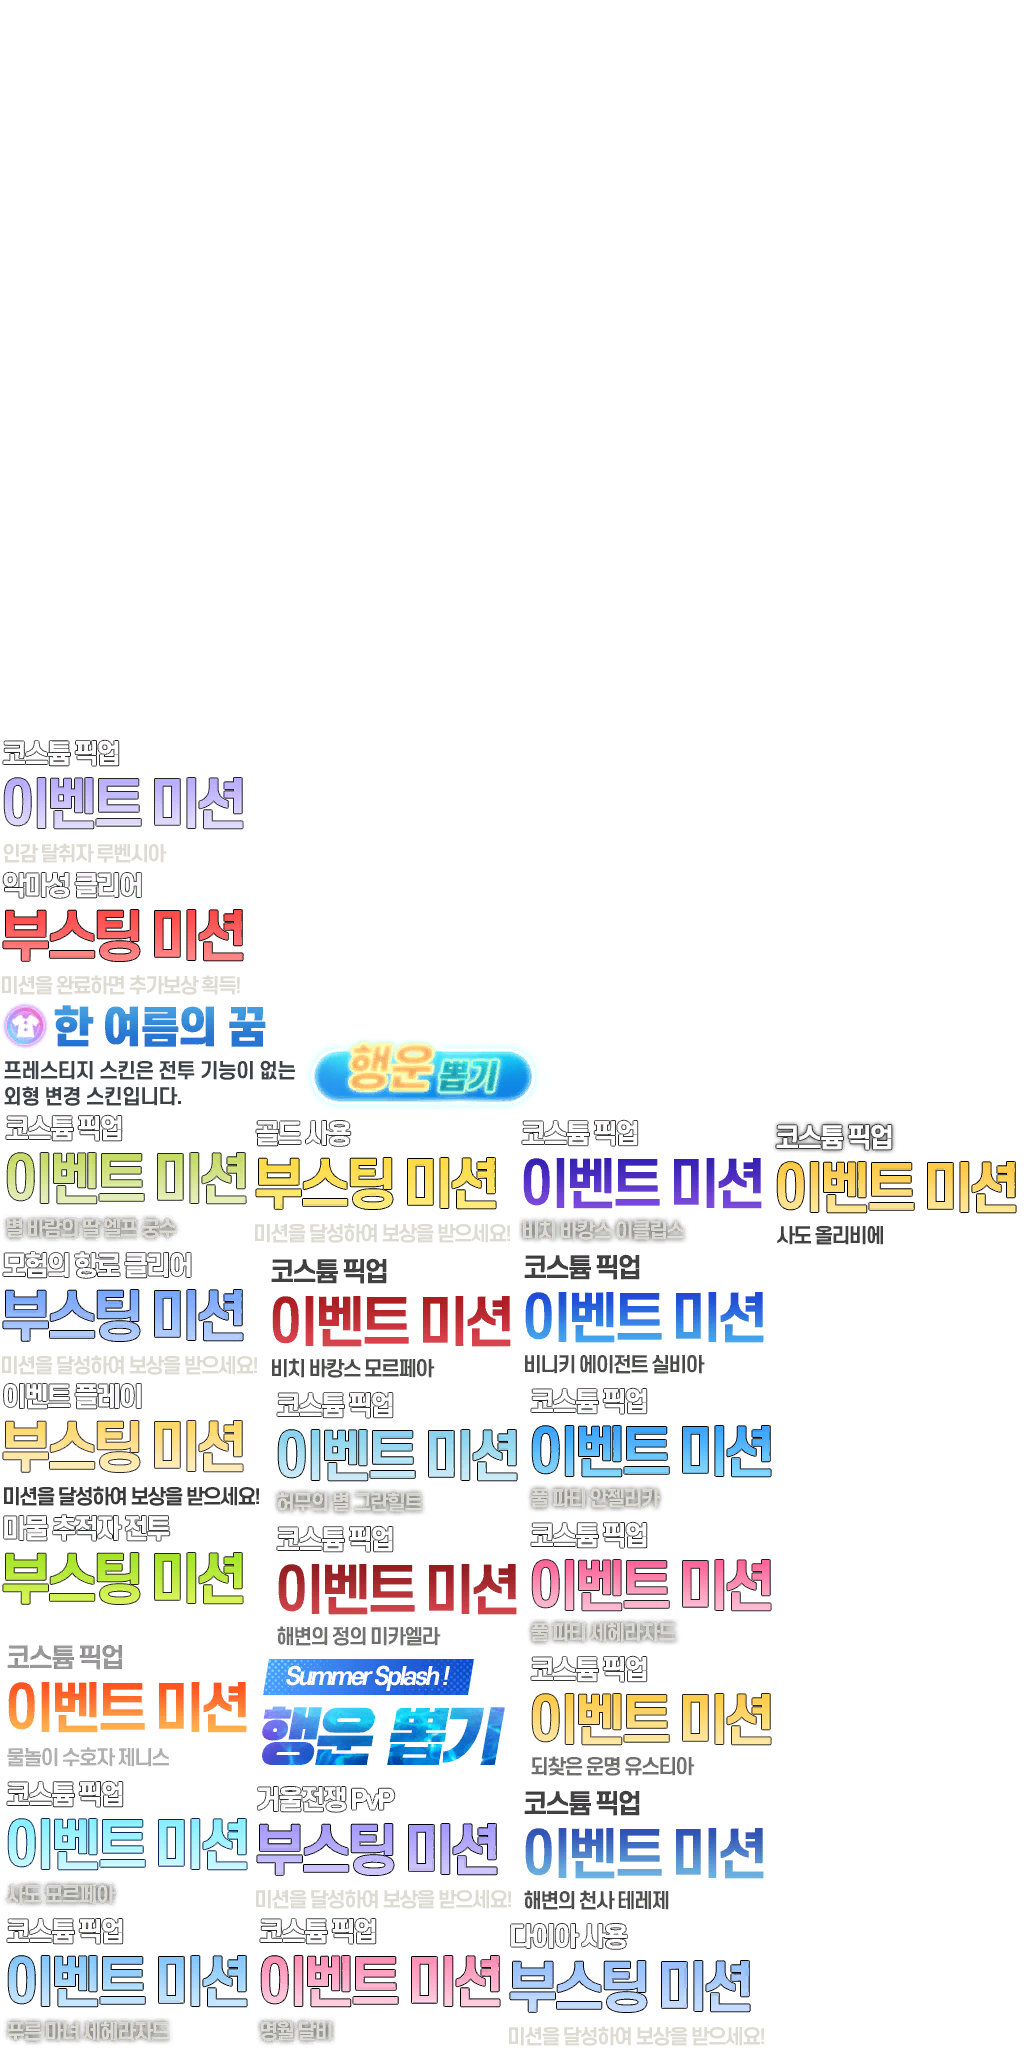 코스튬 픽업
이벤트 미션
인감 탈취자 루벤시아
악마성 클리어
부스팅 미션
미션을 완료하면 추가보상 획득!
한 여름의 꿈
프레스티지 스킨은 전투 기능이 없는
외형 변경 스킨입니다.
행운 뽑기
코스튬 픽업
이벤트 미션
별 바람의 딸 엘프 궁수
골드 사용
부스팅 미션
미션을 달성하여 보상을 받으세요!
코스튬 픽업
이벤트 미션
비치 바캉스 이클립스
코스튬 픽업
이벤트 미션
사도 올리비에
모험의 항로 클리어
부스팅 미션
미션을 달성하여 보상을 받으세요!
코스튬 픽업
이벤트 미션
비치 바캉스 모르페아
코스튬 픽업
이벤트 미션
비니키 에이전트 실비아
이벤트 플레이
부스팅 미션
미션을 달성하여 보상을 받으세요!
코스튬 픽업
이벤트 미션
허무의 별 그란힐트
코스튬 픽업
이벤트 미션
풀 파티 안젤리카
마물 추적자 전투
부스팅 미션
코스튬 픽업
이벤트 미션
해변의 정의 미카엘라
코스튬 픽업
이벤트 미션
풀 파티 세헤라자드
코스튬 픽업
이벤트 미션
물놀이 수호자 제니스
Summer Splash !
행운 뽑기
코스튬 픽업
이벤트 미션
되찾은 운명 유스티아
코스튬 픽업
이벤트 미션
사도 모르페아
거울전쟁 PvP
부스팅 미션
미션을 달성하여 보상을 받으세요!
코스튬 픽업
이벤트 미션
해변의 천사 테레제
코스튬 픽업
이벤트 미션
푸른 마녀 세헤라자드
코스튬 픽업
이벤트 미션
명월 달비
다이아 사용
부스팅 미션
미션을 달성하여 보상을 받으세요!